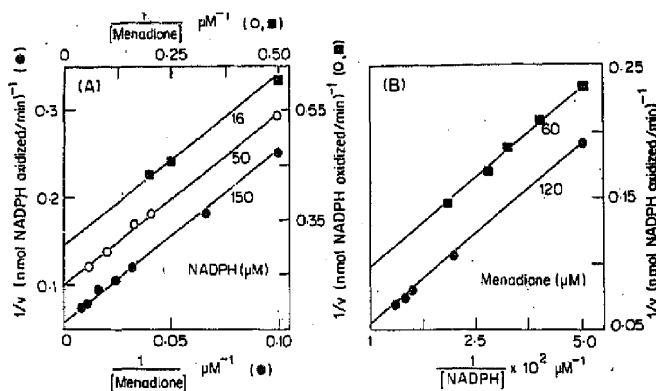 1
[Menadione] μM⁻¹ (O,■)
0 0.25 0.50
(A)
1/v (nmol NADPH oxidized/min)⁻¹ (●)
0.3
0.2
0.1
16
50
150
NADPH(μM)
0.55
0.35
1/v (nmol NADPH oxidized/min)⁻¹ (O,■)
0 0.05 0.10
1
[Menadione] μM⁻¹ (●)
(B)
60
120
Menadione(μM)
0.25
0.15
0.05
1/v (nmol NADPH oxidized/min)⁻¹
1 2.5 5.0
1
[NADPH] × 10² μM⁻¹